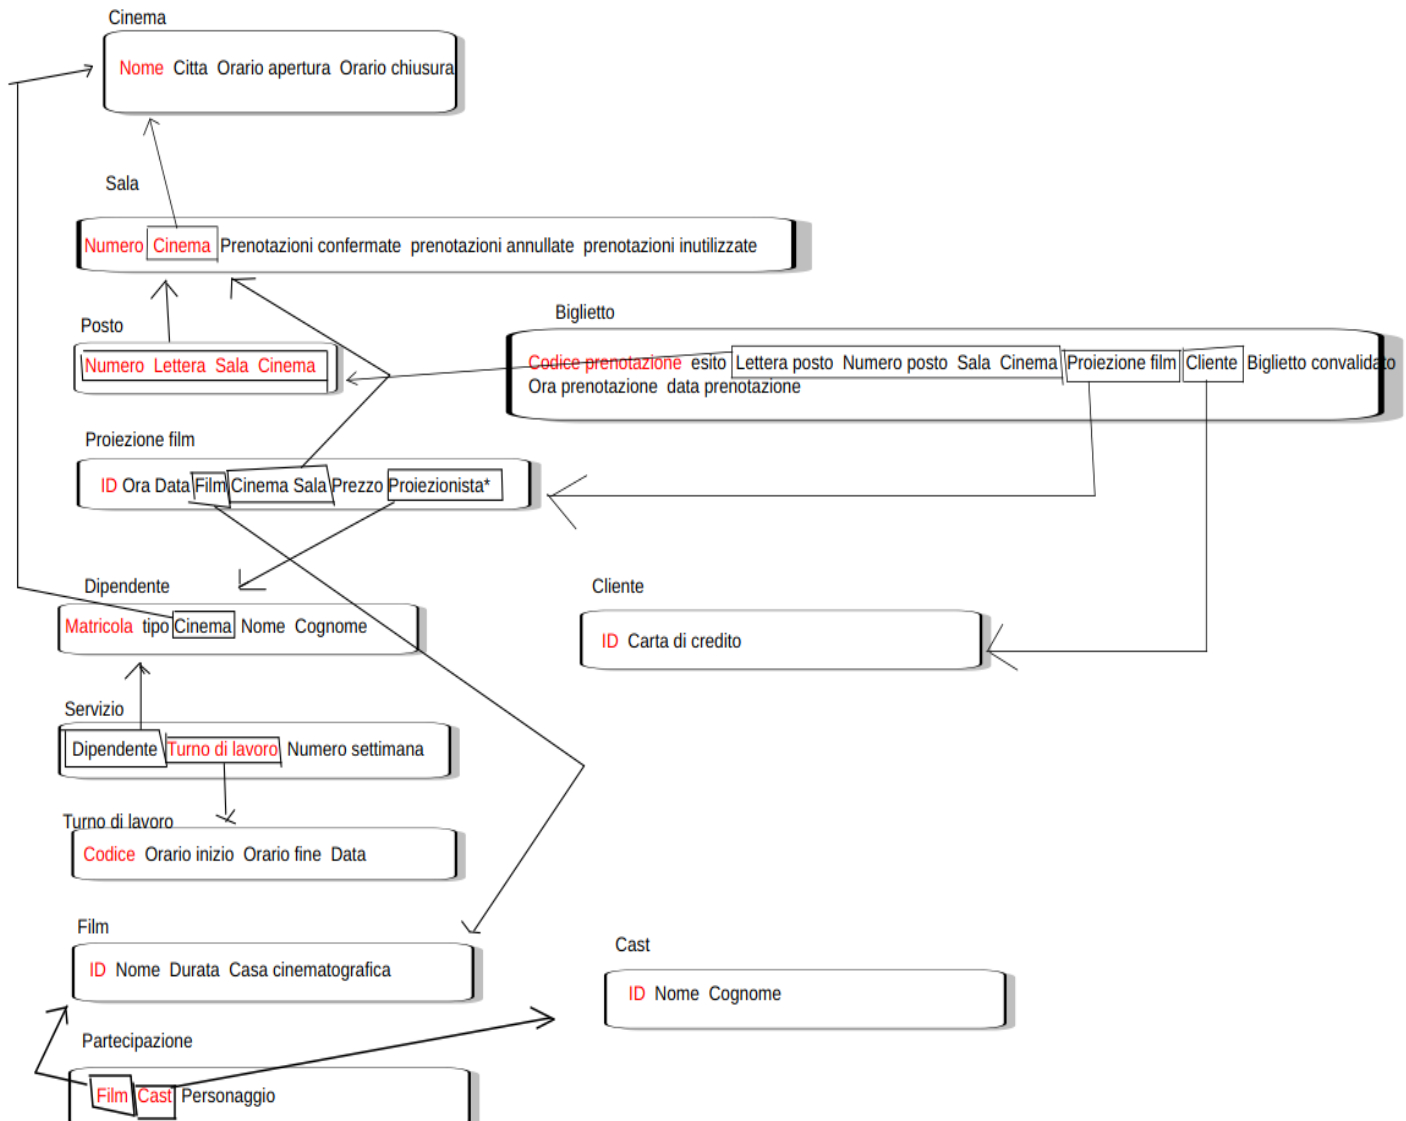 Cinema
Nome Citta Orario apertura Orario chiusura
Sala
Numero Cinema Prenotazioni confermate prenotazioni annullate prenotazioni inutilizzate
Biglietto
Posto
Numero Lettera Sala Cinema
Codice prenotazione esito Lettera posto Numero posto Sala Cinema Proiezione film Cliente Biglietto convalidato
Ora prenotazione data prenotazione
Proiezione film
ID Ora Data Film Cinema Sala Prezzo Proiezionista*
Dipendente
Matricola tipo Cinema Nome Cognome
Cliente
ID Carta di credito
Servizio
Dipendente Turno di lavoro Numero settimana
Turno di lavoro
Codice Orario inizio Orario fine Data
Film
ID Nome Durata Casa cinematografica
Cast
ID Nome Cognome
Partecipazione
Film Cast Personaggio